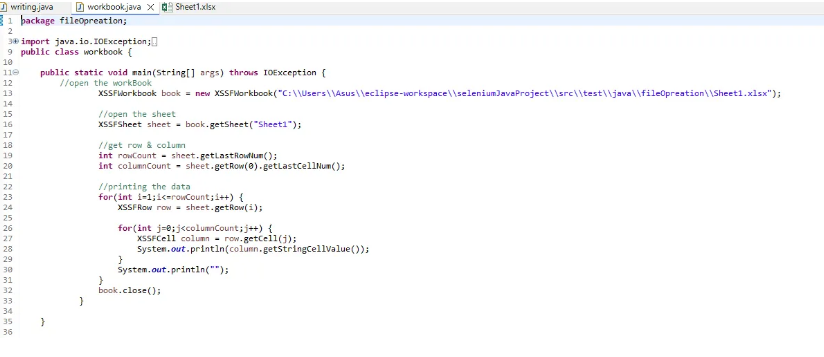 writing.java workbook.java Sheet1.xlsx
1 package fileOpreation;
2
3 import java.io.IOException;
9 public class workbook {
10
11 public static void main(String[] args) throws IOException {
12 //open the workBook
13 XSSFWorkbook book = new XSSFWorkbook("C:\\Users\\Asus\\eclipse-workspace\\seleniumJavaProject\\src\\test\\java\\fileOpreation\\Sheet1.xlsx");
14
15 //open the sheet
16 XSSFSheet sheet = book.getSheet("Sheet1");
17
18 //get row & column
19 int rowCount = sheet.getLastRowNum();
20 int columnCount = sheet.getRow(0).getLastCellNum();
21
22 //printing the data
23 for(int i=1;i<=rowCount;i++) {
24 XSSFRow row = sheet.getRow(i);
25
26 for(int j=0;j<columnCount;j++) {
27 XSSFCell column = row.getCell(j);
28 System.out.println(column.getStringCellValue());
29 }
30 System.out.println("");
31 }
32 book.close();
33 }
34
35 }
36